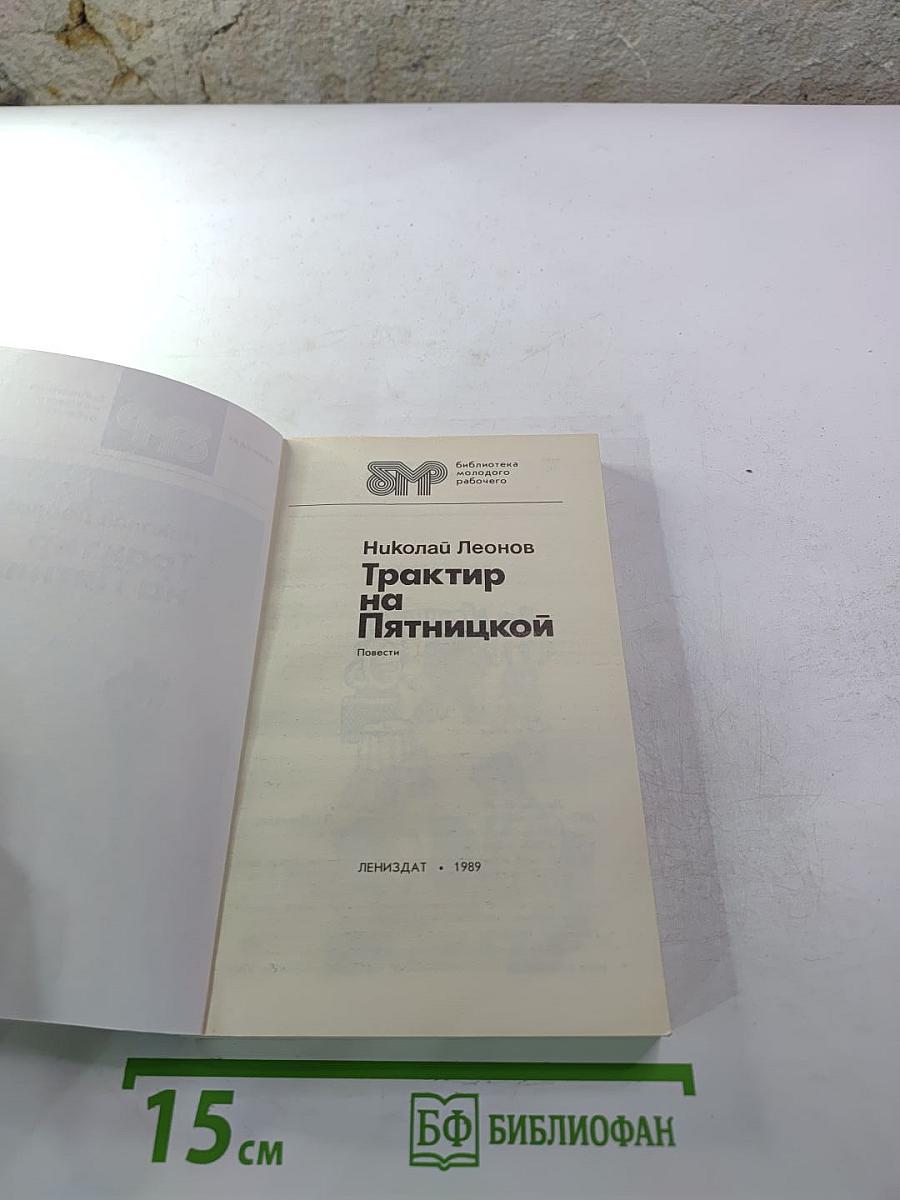 БМР
библиотека
молодого
рабочего
Николай Леонов
Трактир
на
Пятницкой
Повести
ЛЕНИЗДАТ • 1989
15 см
БФ БИБЛИОФАН